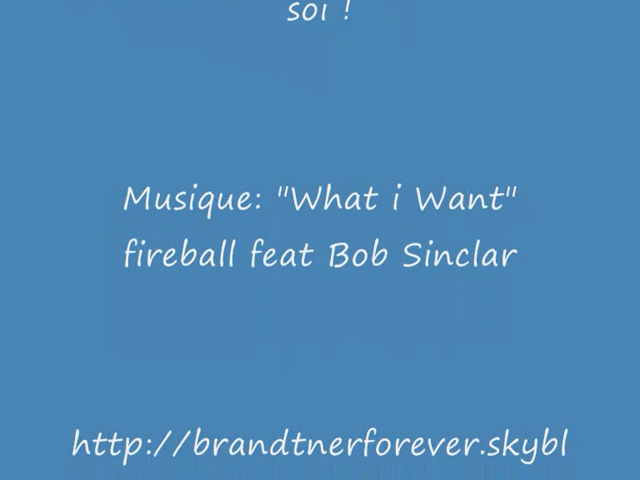 soi !
Musique: "What i Want"
fireball feat Bob Sinclar
http://brandtnerforever.skybl